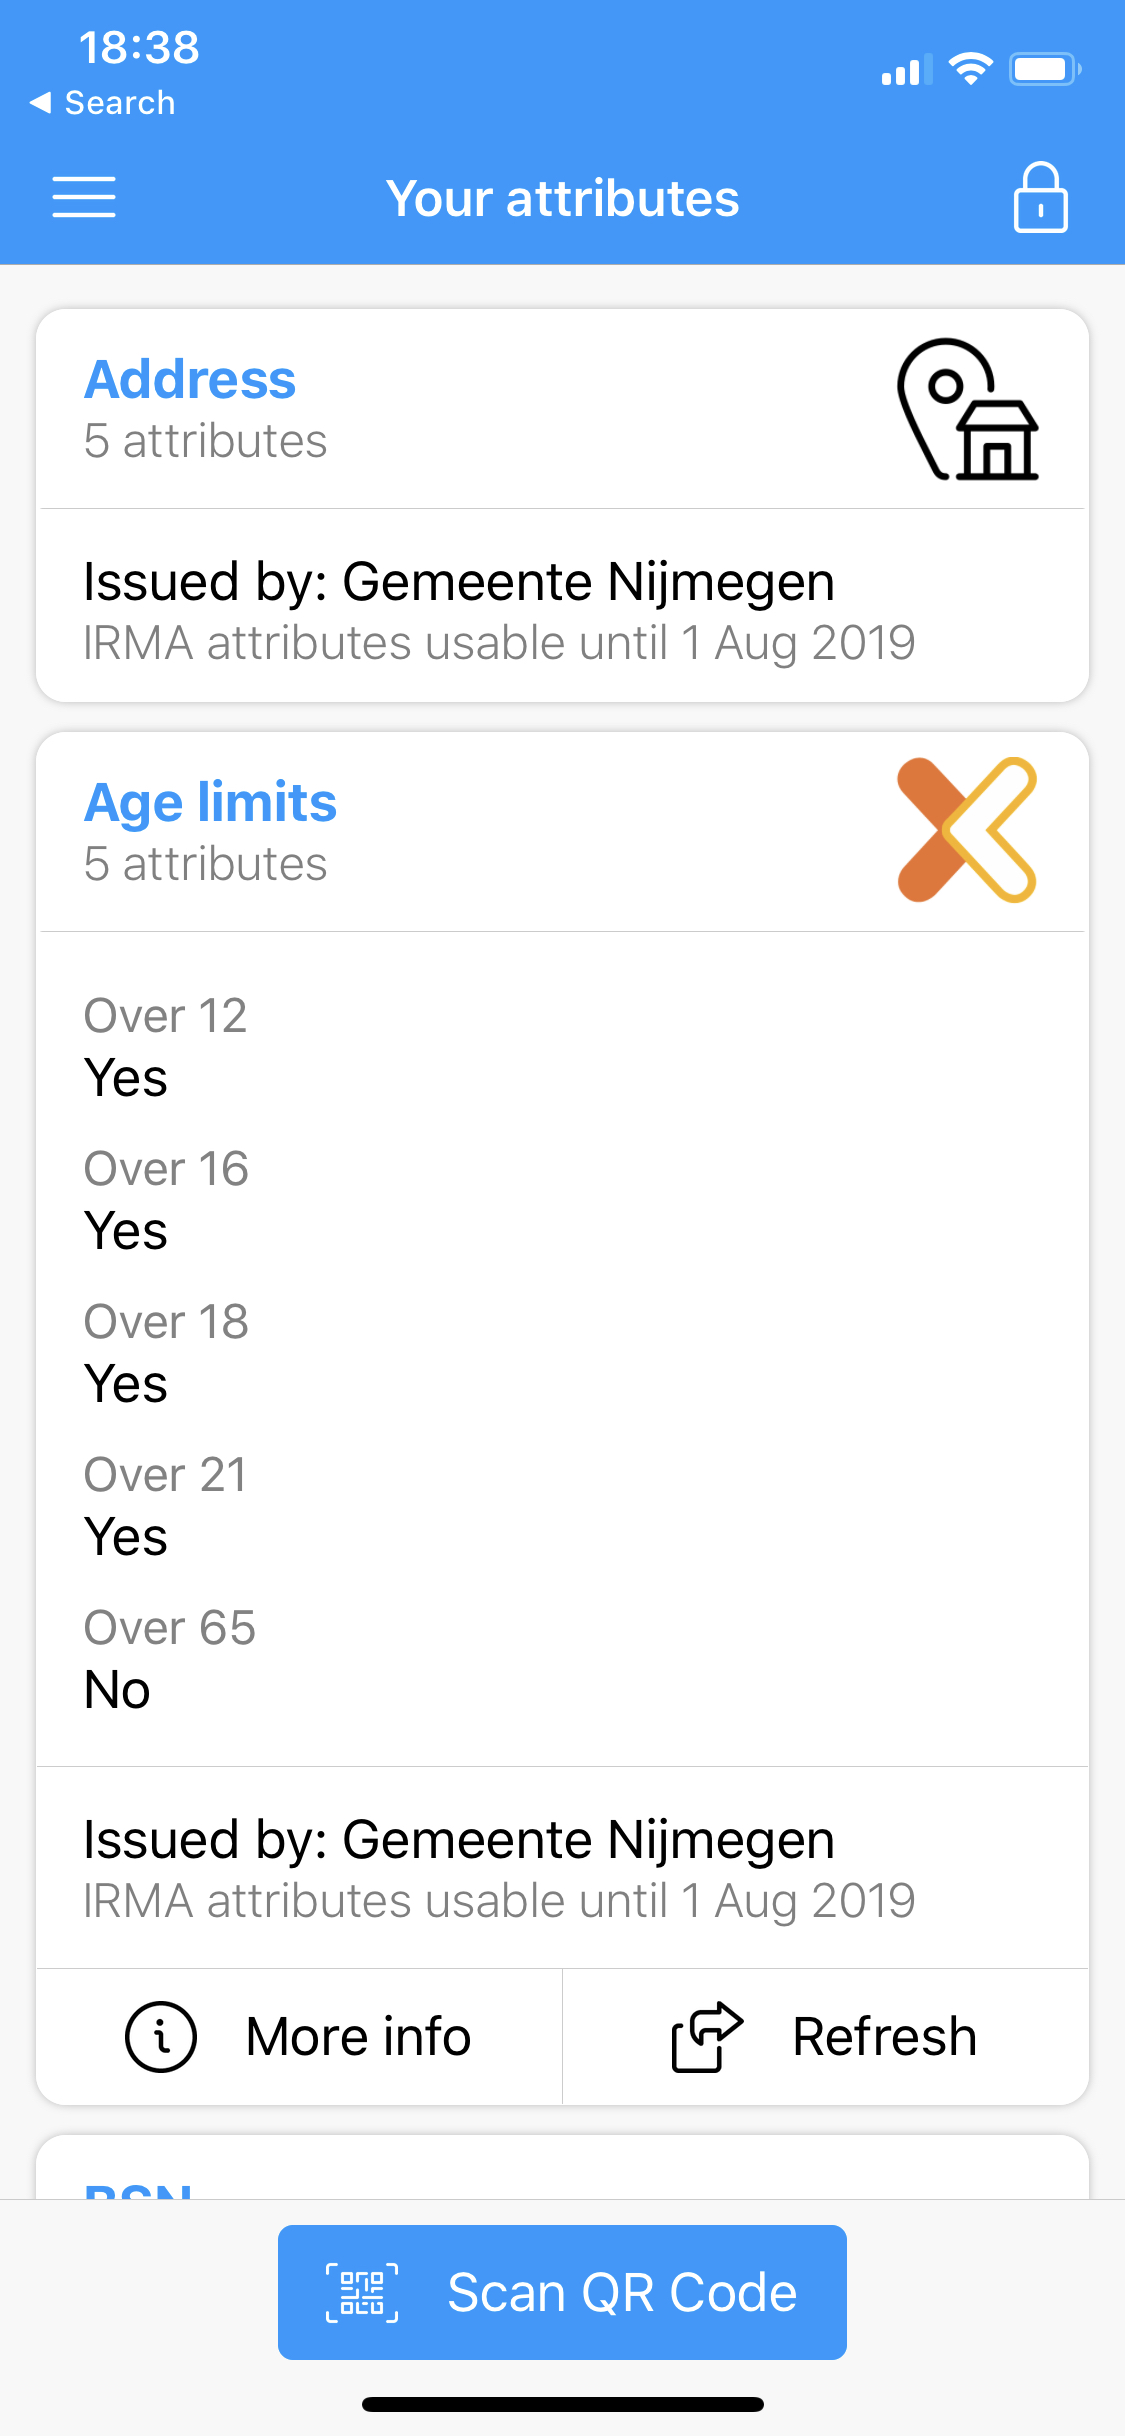 18:38
Search
Your attributes
Address
5 attributes
Issued by: Gemeente Nijmegen
IRMA attributes usable until 1 Aug 2019
Age limits
5 attributes
Over 12
Yes
Over 16
Yes
Over 18
Yes
Over 21
Yes
Over 65
No
Issued by: Gemeente Nijmegen
IRMA attributes usable until 1 Aug 2019
More info
Refresh
BSN
Scan QR Code